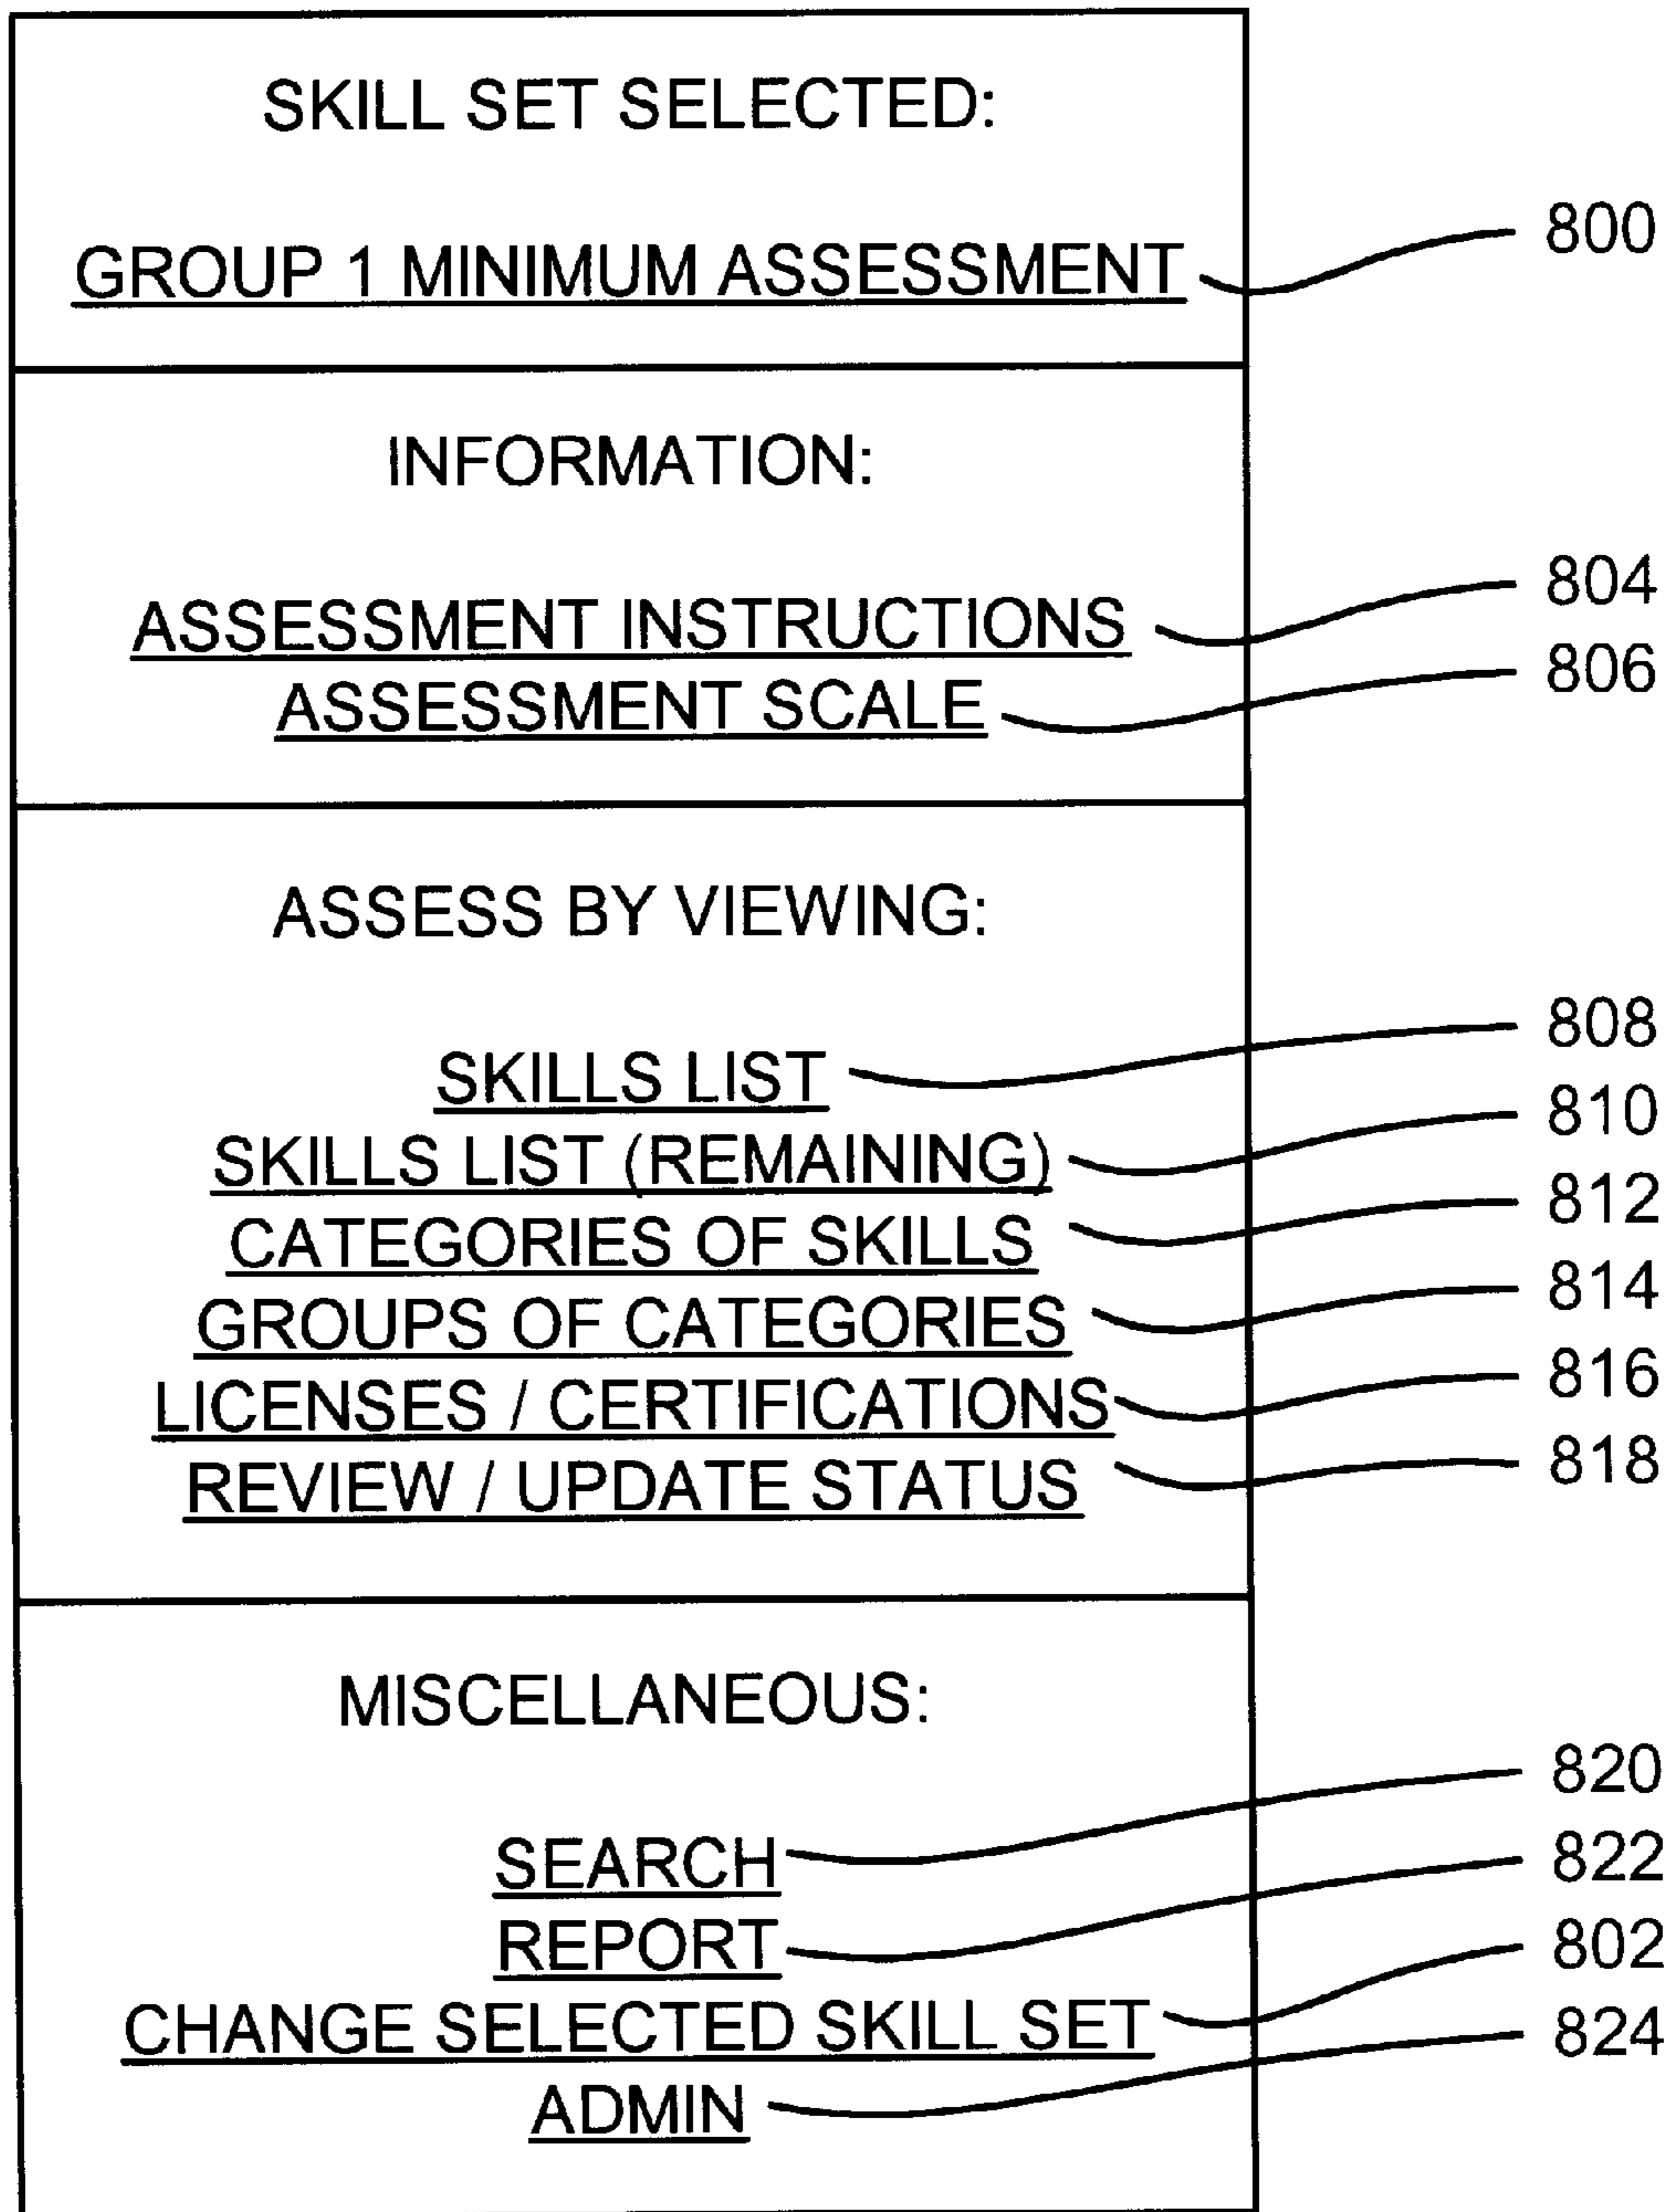 SKILL SET SELECTED:
GROUP 1 MINIMUM ASSESSMENT 800
INFORMATION:
ASSESSMENT INSTRUCTIONS 804
ASSESSMENT SCALE 806
ASSESS BY VIEWING:
SKILLS LIST 808
SKILLS LIST (REMAINING) 810
CATEGORIES OF SKILLS 812
GROUPS OF CATEGORIES 814
LICENSES / CERTIFICATIONS 816
REVIEW / UPDATE STATUS 818
MISCELLANEOUS:
SEARCH 820
REPORT 822
CHANGE SELECTED SKILL SET 802
ADMIN 824